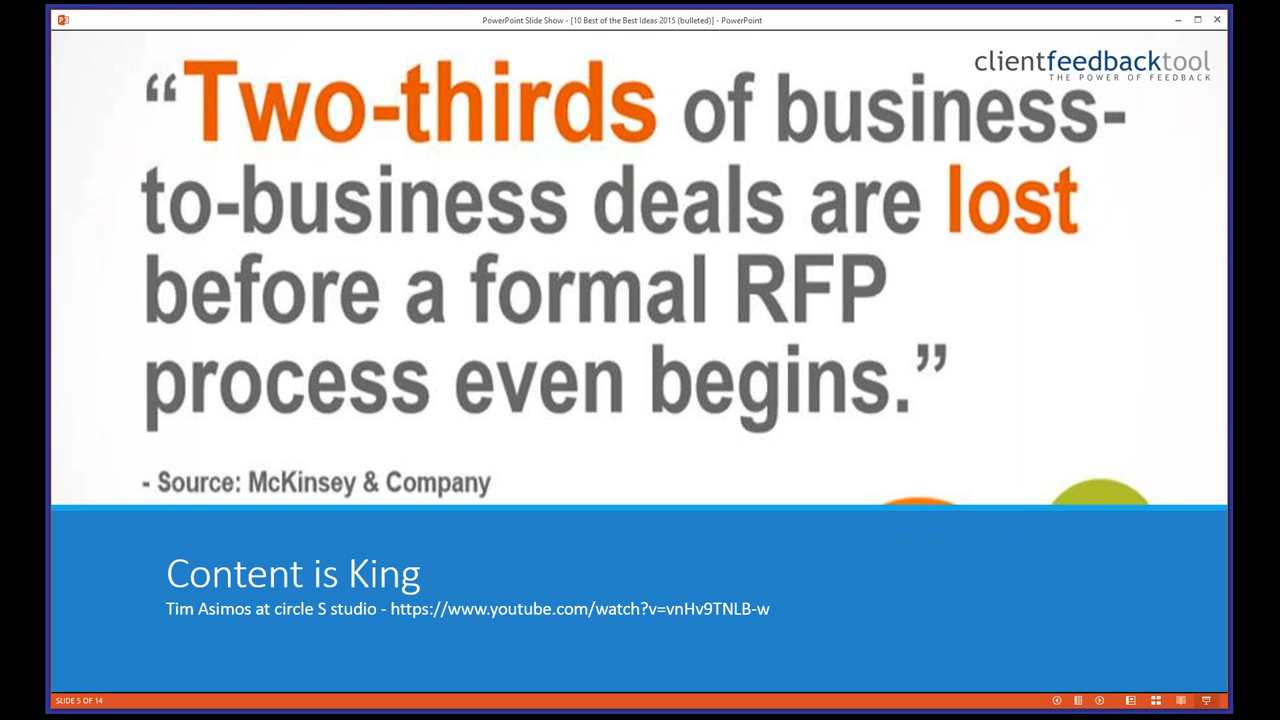 PowerPoint Slide Show - [10 Best of the Best Ideas 2015 (bulleted)] - PowerPoint
clientfeedbacktool
THE POWER OF FEEDBACK
“Two-thirds of business-
to-business deals are lost
before a formal RFP
process even begins.”
- Source: McKinsey & Company
Content is King
Tim Asimos at circle S studio - https://www.youtube.com/watch?v=vnHv9TNLB-w
SLIDE 5 OF 14